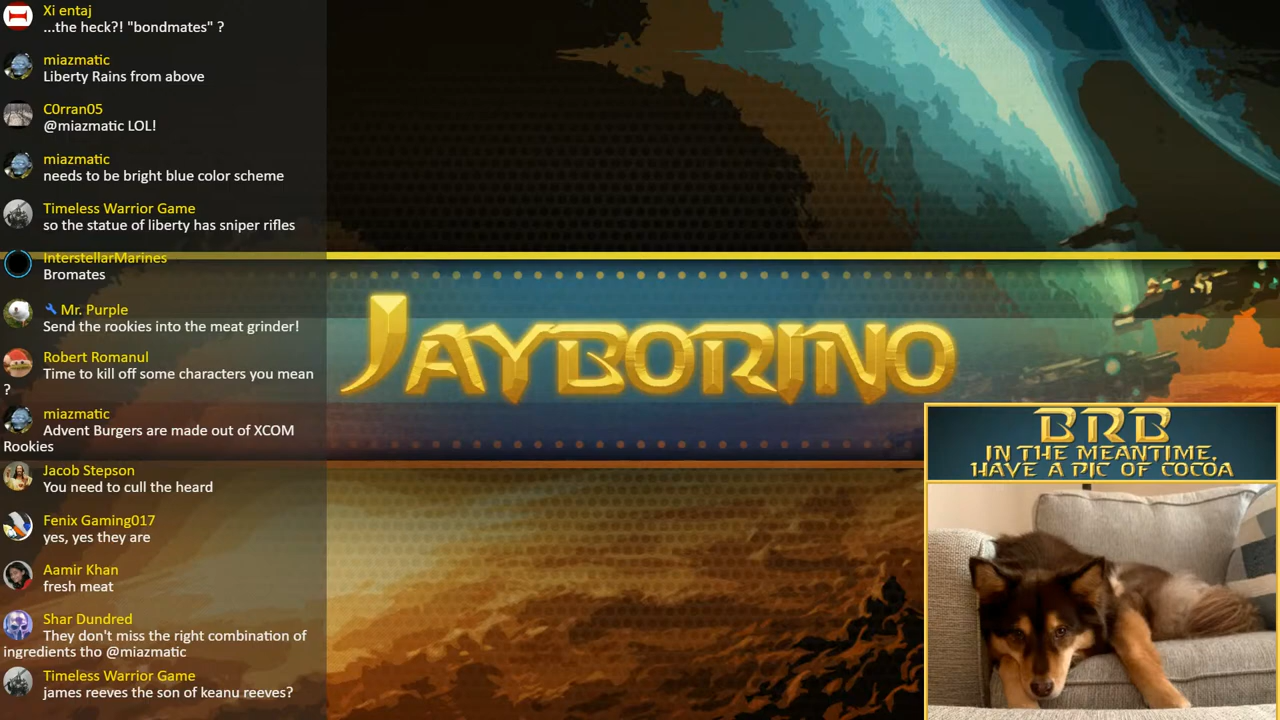 Xi entaj
...the heck?! "bondmates" ?
miazmatic
Liberty Rains from above
C0rran05
@miazmatic LOL!
miazmatic
needs to be bright blue color scheme
Timeless Warrior Game
so the statue of liberty has sniper rifles
InterstellarMarines
Bromates
Mr. Purple
Send the rookies into the meat grinder!
Robert Romanul
Time to kill off some characters you mean
?
miazmatic
Advent Burgers are made out of XCOM
Rookies
Jacob Stepson
You need to cull the heard
Fenix Gaming017
yes, yes they are
Aamir Khan
fresh meat
Shar Dundred
They don't miss the right combination of
ingredients tho @miazmatic
Timeless Warrior Game
james reeves the son of keanu reeves?
JAYBORINO
BRB
IN THE MEANTIME,
HAVE A PIC OF COCOA